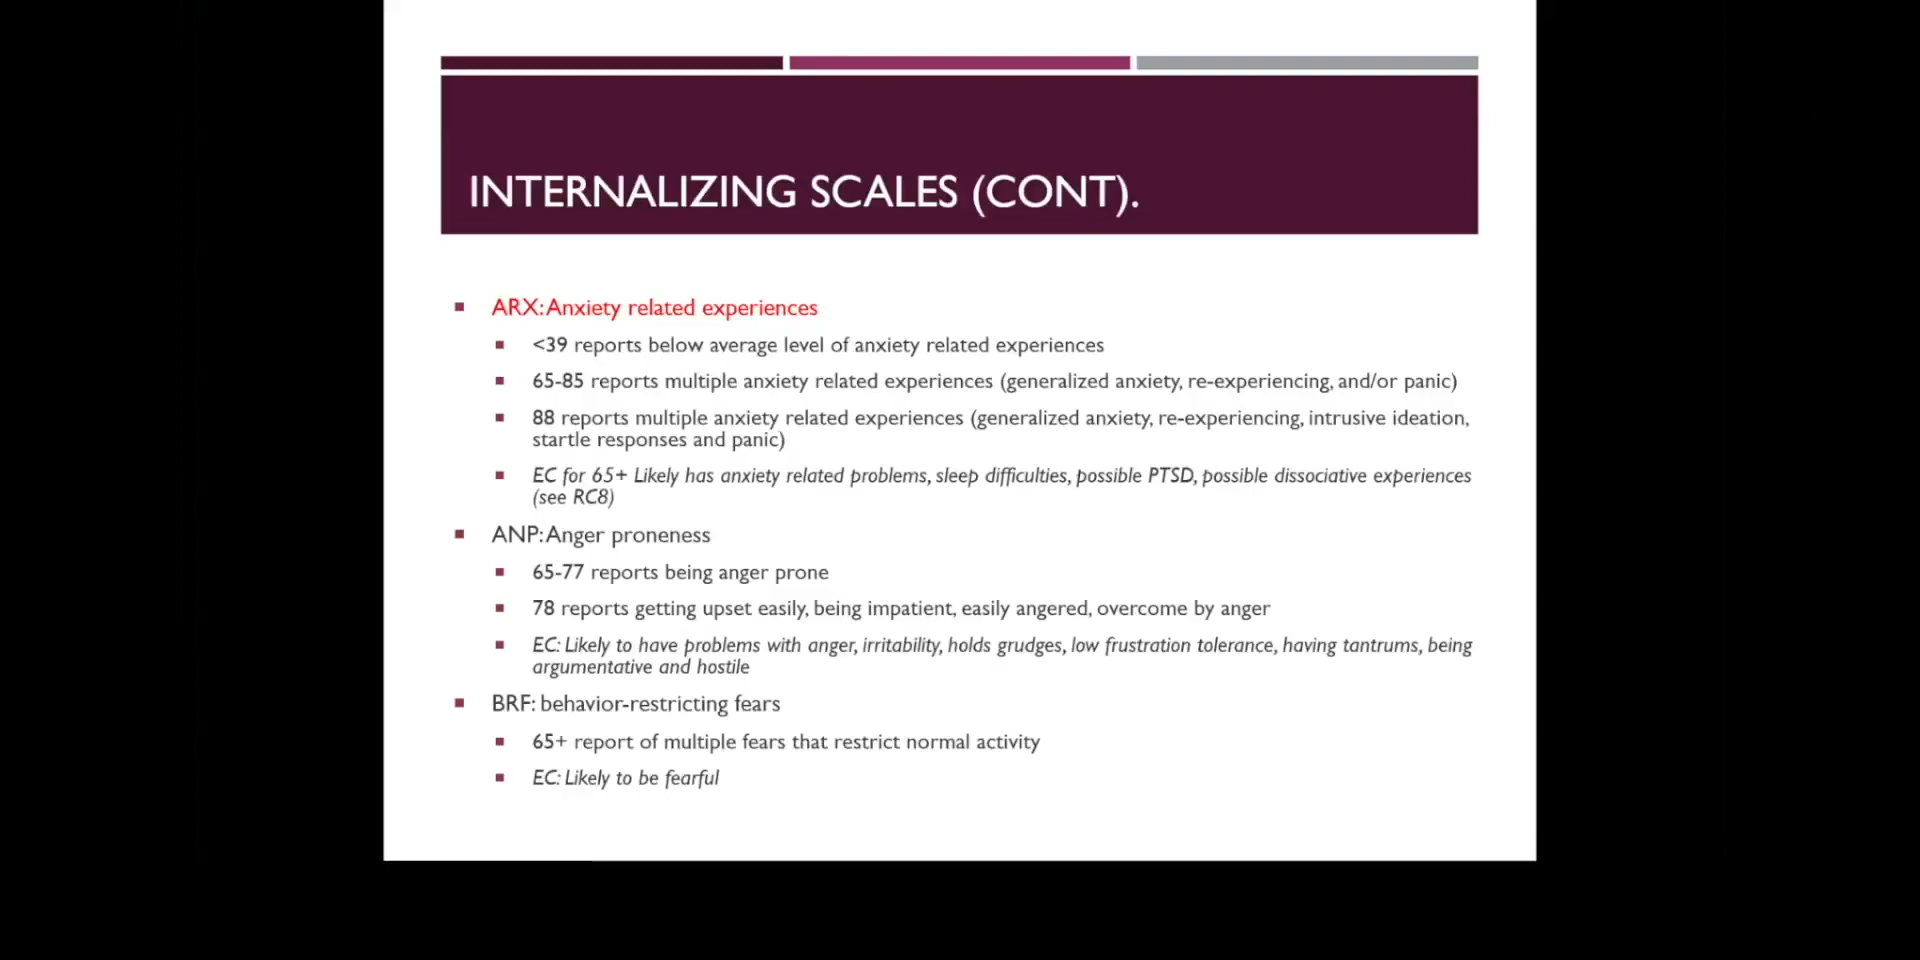 INTERNALIZING SCALES (CONT).
ARX: Anxiety related experiences
<39 reports below average level of anxiety related experiences
65-85 reports multiple anxiety related experiences (generalized anxiety, re-experiencing, and/or panic)
88 reports multiple anxiety related experiences (generalized anxiety, re-experiencing, intrusive ideation,
startle responses and panic)
EC for 65+ Likely has anxiety related problems, sleep difficulties, possible PTSD, possible dissociative experiences
(see RC8)
ANP: Anger proneness
65-77 reports being anger prone
78 reports getting upset easily, being impatient, easily angered, overcome by anger
EC: Likely to have problems with anger, irritability, holds grudges, low frustration tolerance, having tantrums, being
argumentative and hostile
BRF: behavior-restricting fears
65+ report of multiple fears that restrict normal activity
EC: Likely to be fearful